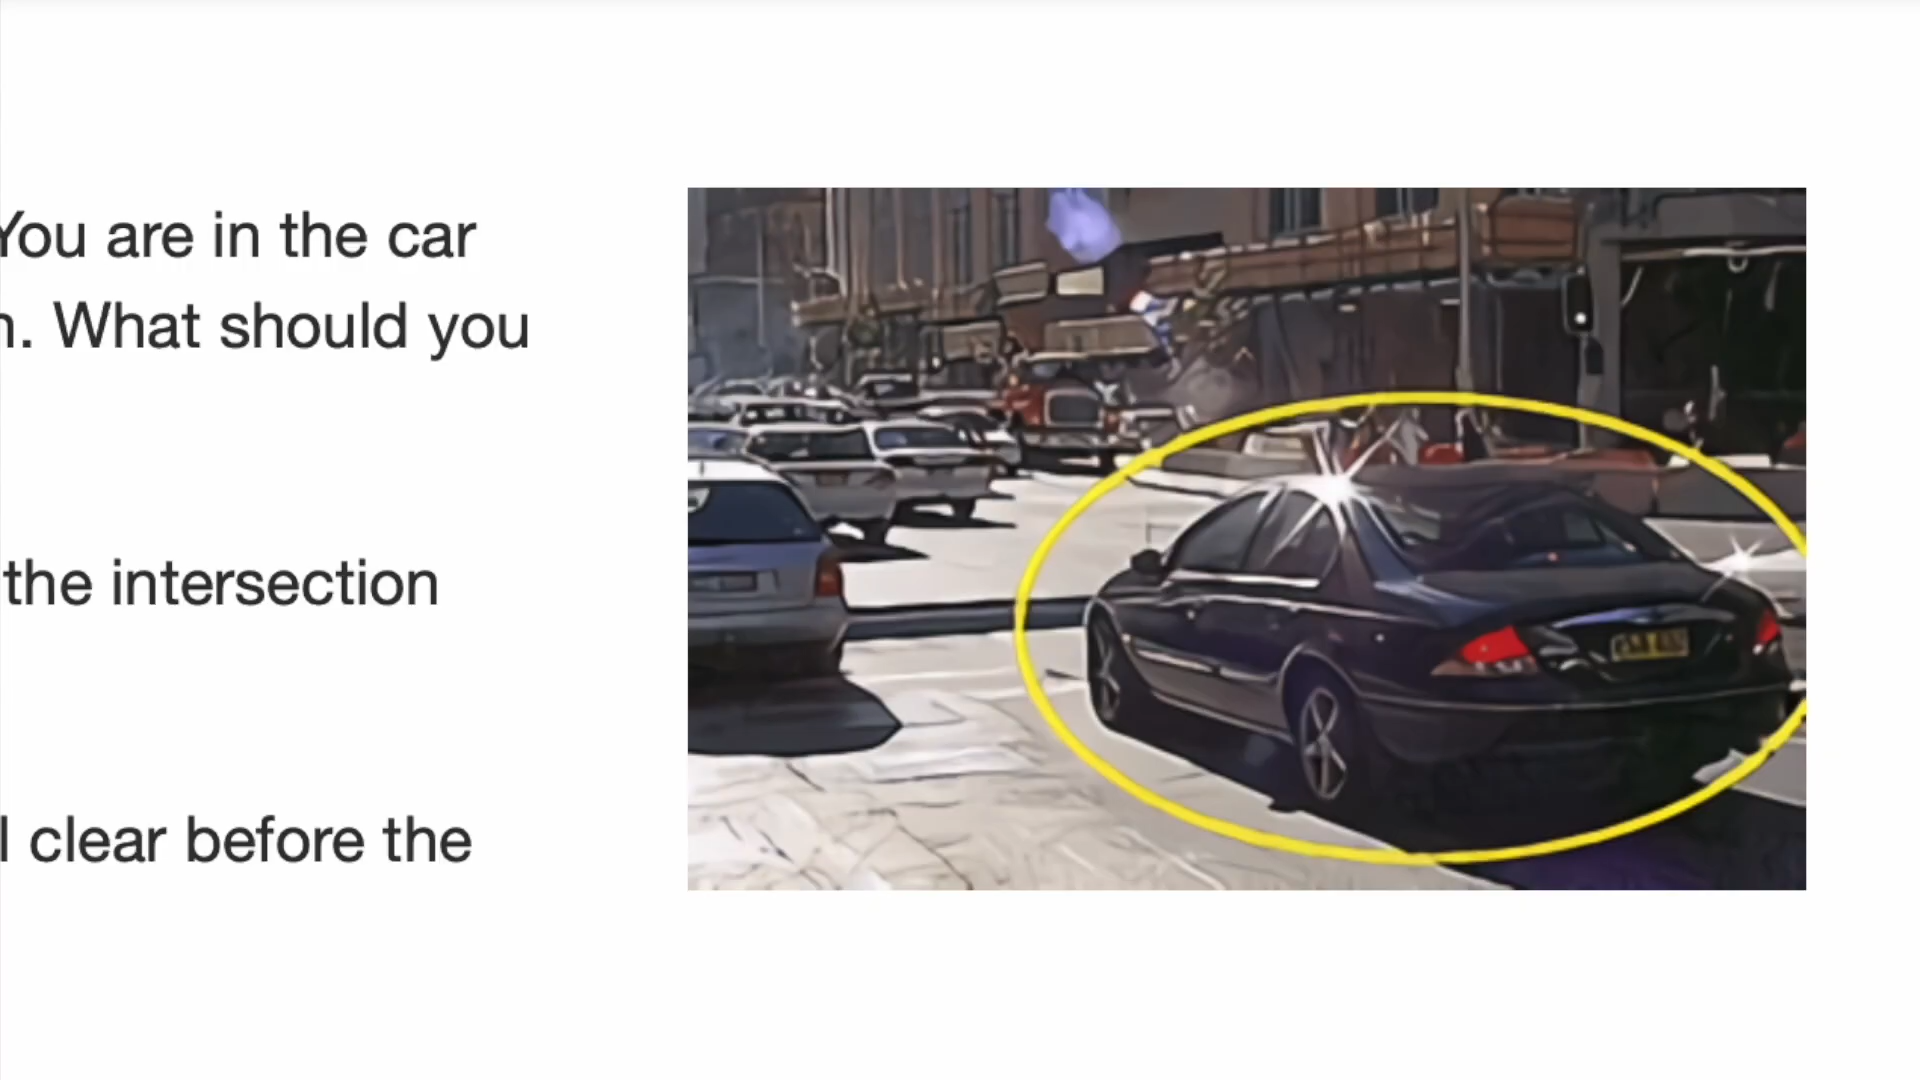 You are in the car
. What should you
the intersection
clear before the